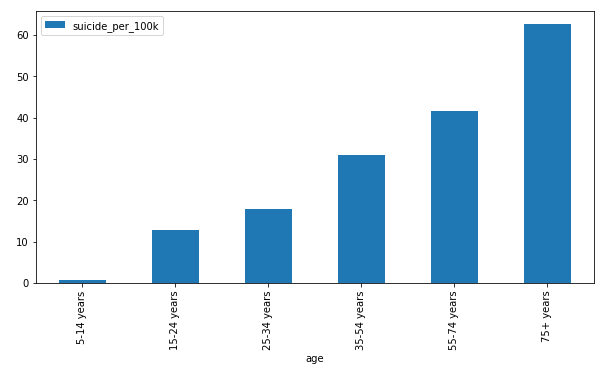 suicide_per_100k
60
50
40
30
20
10
0
5-14 years
15-24 years
25-34 years
35-54 years
55-74 years
75+ years
age